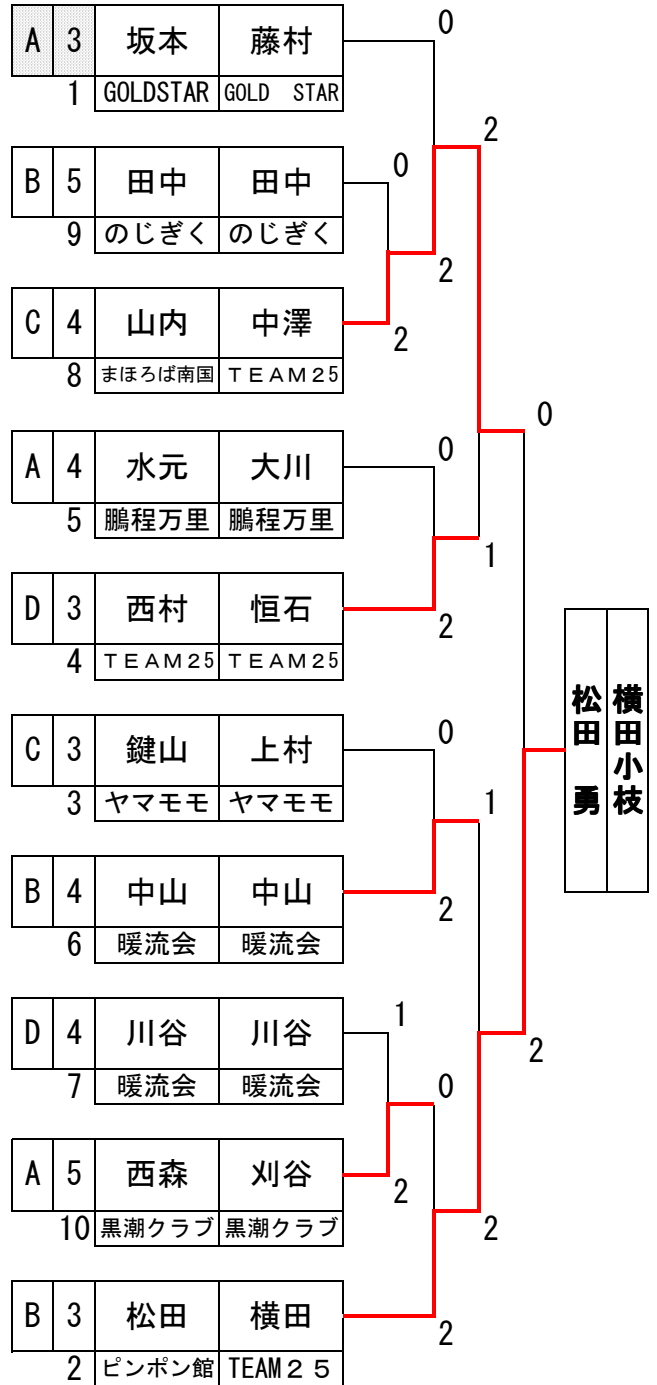 A 3 坂本 藤村
1 GOLDSTAR GOLD STAR
0
2
B 5 田中 田中
9 のじぎく のじぎく
0
2
C 4 山内 中澤
8 まほろば南国 TEAM25
2
0
A 4 水元 大川
5 鵬程万里 鵬程万里
0
1
D 3 西村 恒石
4 TEAM25 TEAM25
2
松田 勇
横田小枝
C 3 鍵山 上村
3 ヤマモモ ヤマモモ
0
1
B 4 中山 中山
6 暖流会 暖流会
2
D 4 川谷 川谷
7 暖流会 暖流会
1
2
0
A 5 西森 刈谷
10 黒潮クラブ 黒潮クラブ
2
2
B 3 松田 横田
2 ピンポン館 TEAM25
2